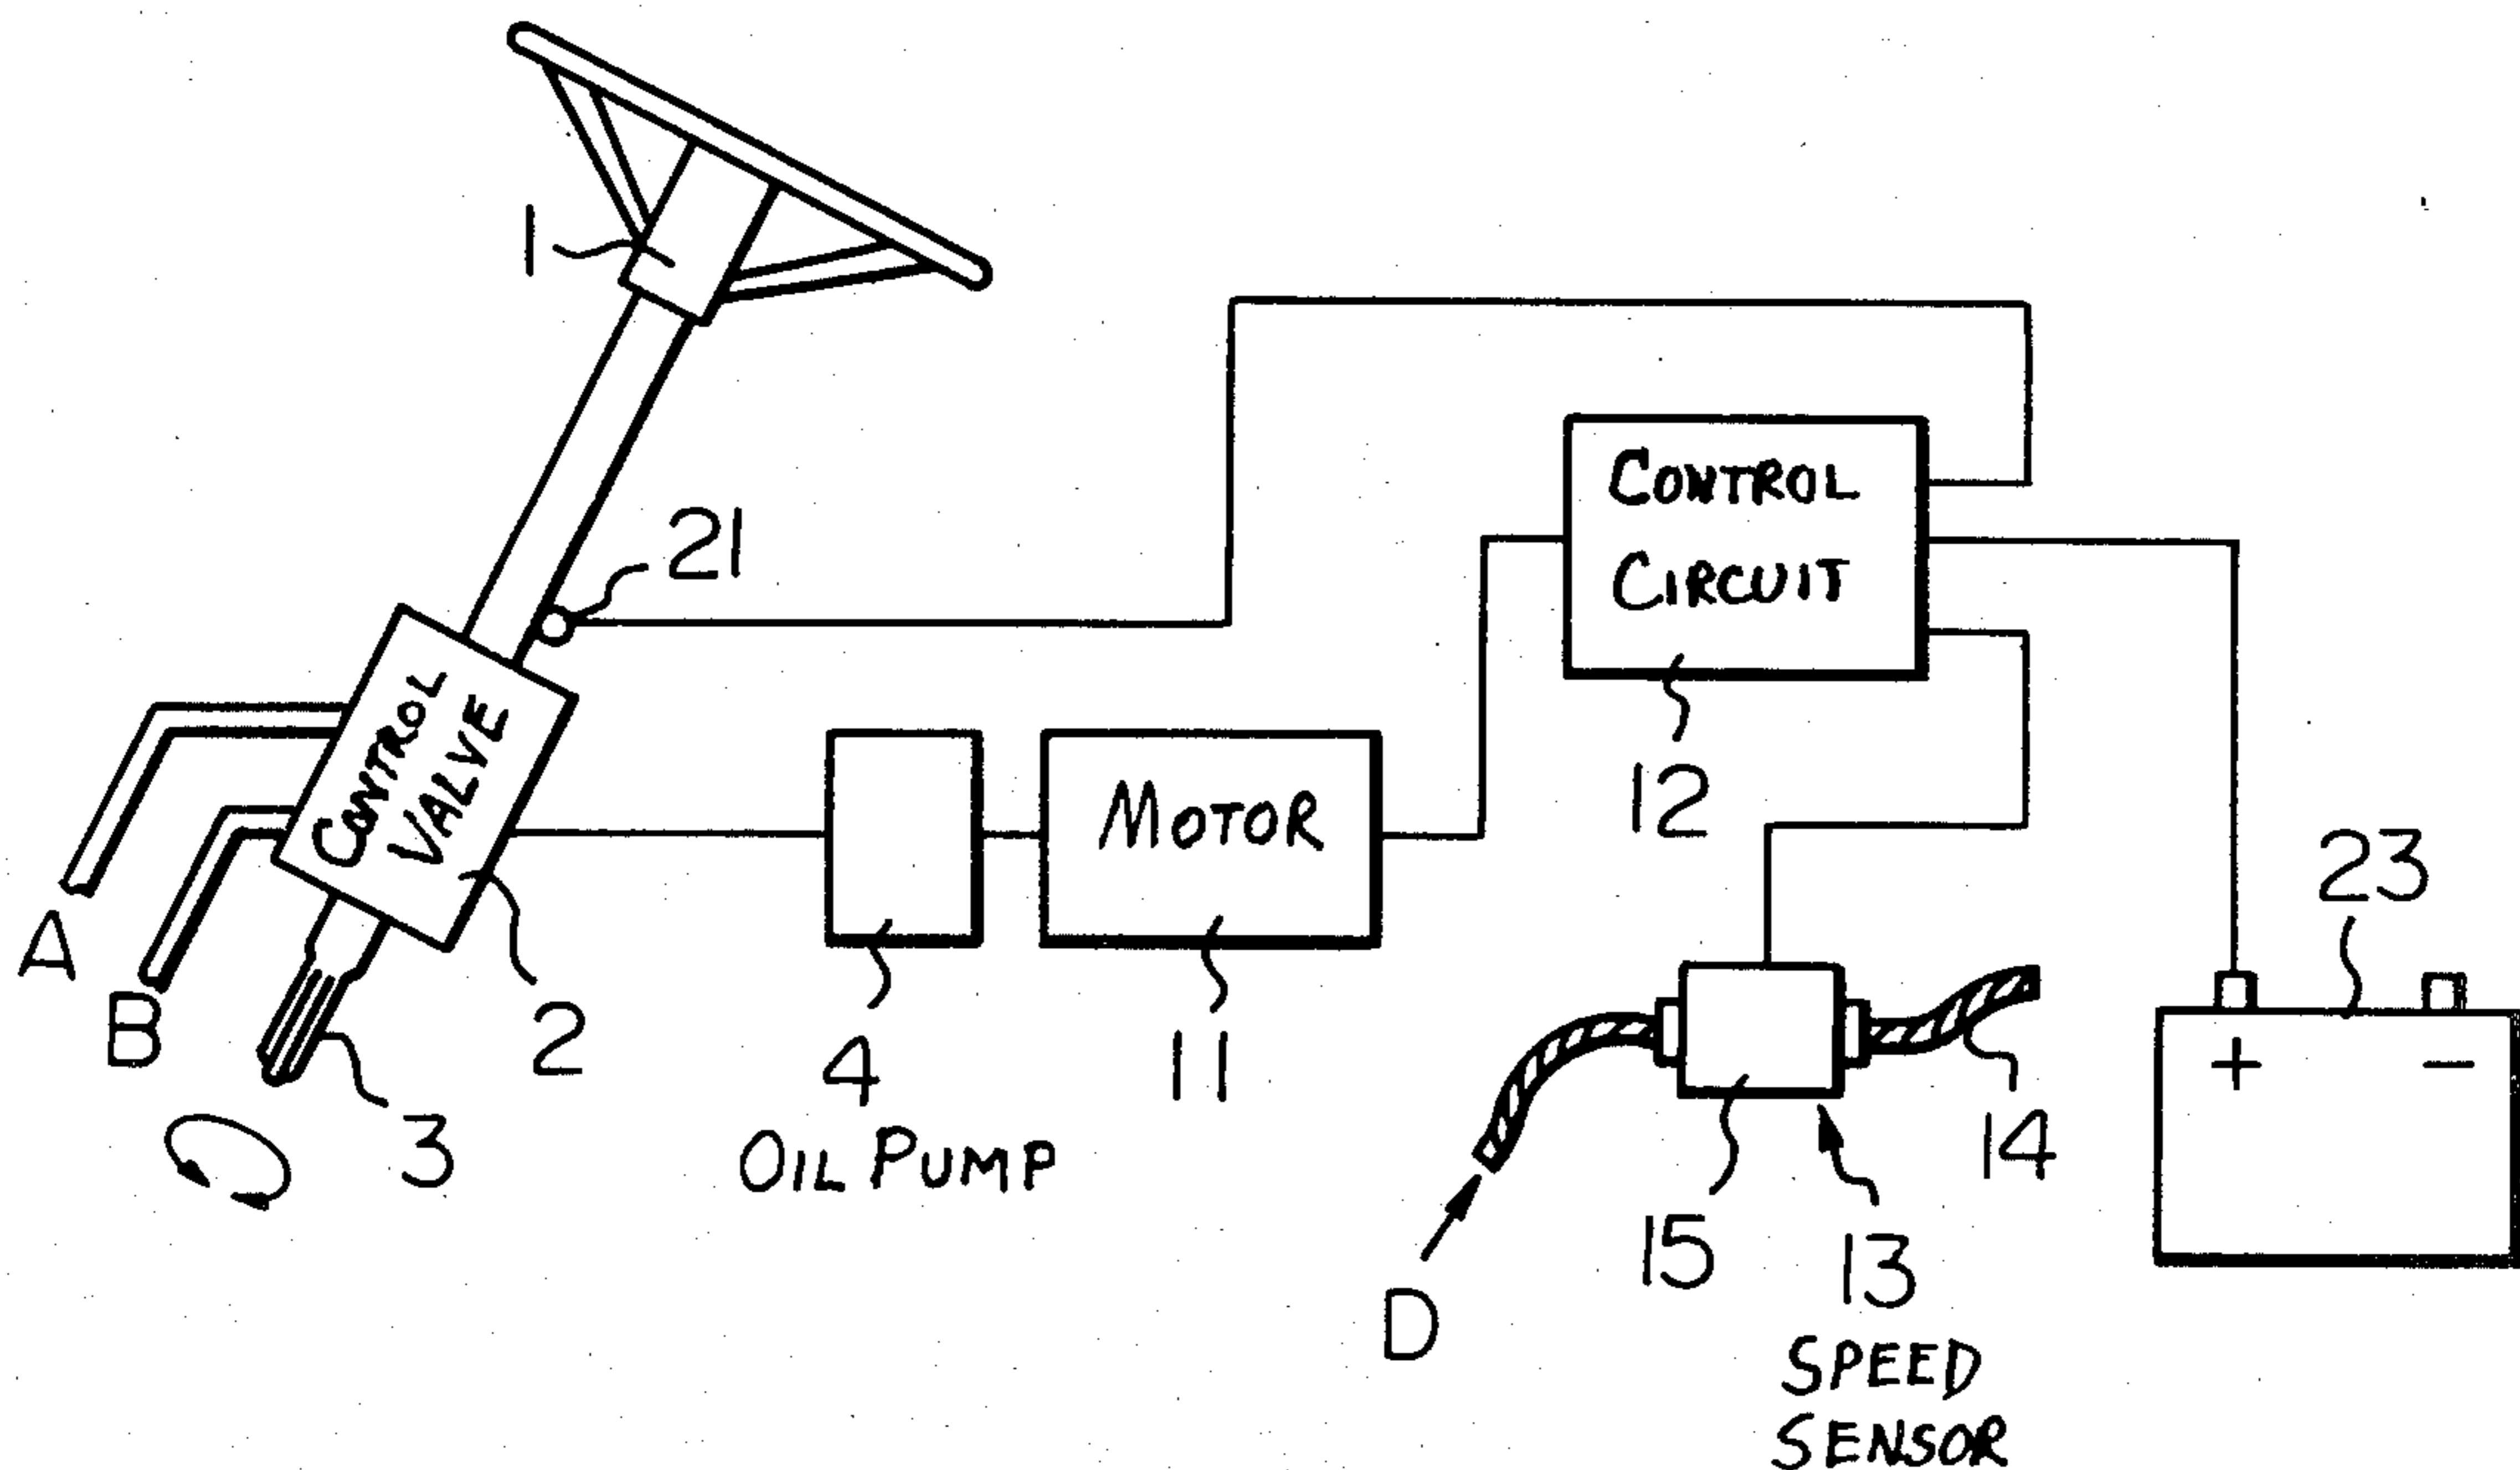 1
21
CONTROL
CIRCUIT
12
CONTROL
VALVE
MOTOR
23
A
B
2
3
4
OIL PUMP
11
+ −
14
15
13
D
SPEED
SENSOR